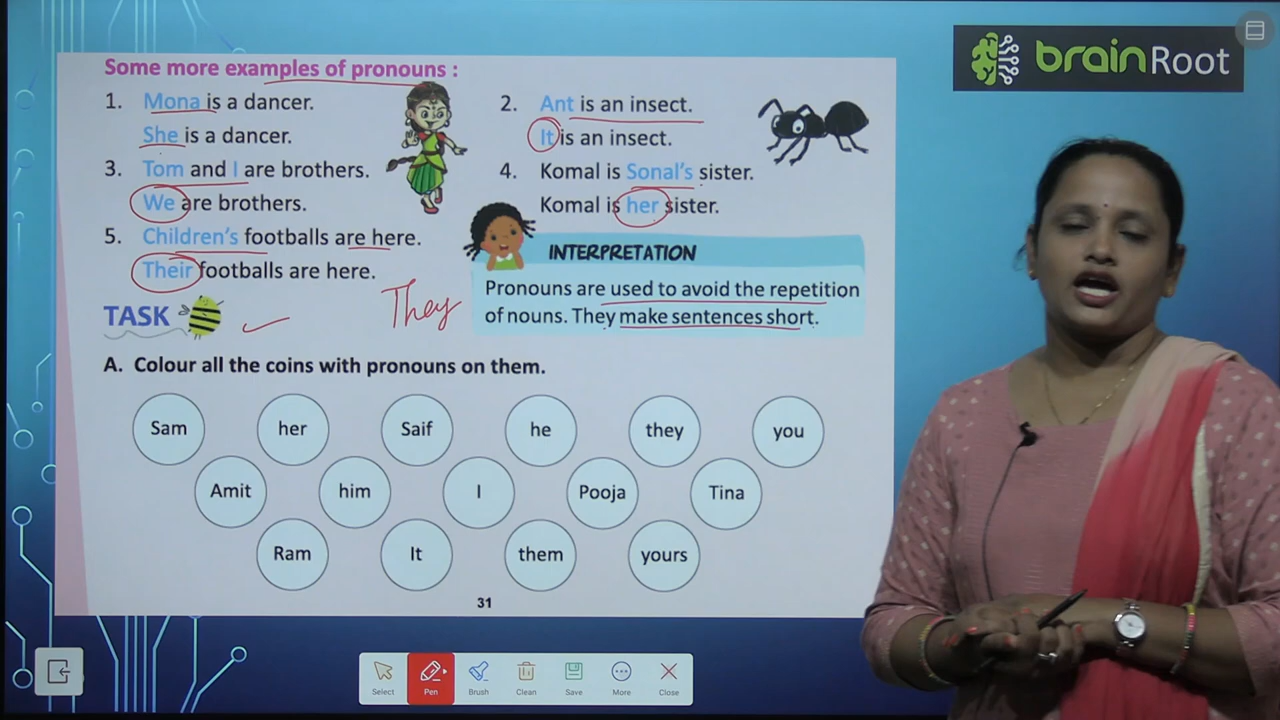 brainRoot
Some more examples of pronouns :
1. Mona is a dancer.
She is a dancer.
2. Ant is an insect.
It is an insect.
3. Tom and I are brothers.
We are brothers.
4. Komal is Sonal's sister.
Komal is her sister.
5. Children's footballs are here.
Their footballs are here.
They
INTERPRETATION
Pronouns are used to avoid the repetition
of nouns. They make sentences short.
TASK
A. Colour all the coins with pronouns on them.
Sam her Saif he they you
Amit him I Pooja Tina
Ram It them yours
31
Select Pen Brush Clean Save More Close